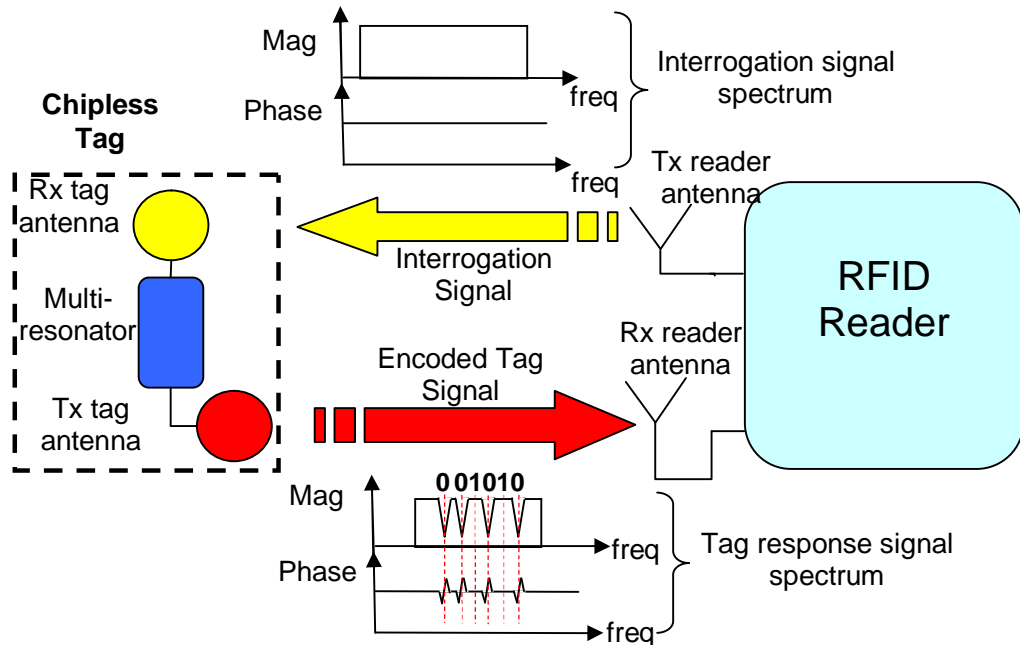 Mag
freq
Phase
freq
Interrogation signal
spectrum
Chipless
Tag
Rx tag
antenna
Multi-
resonator
Tx tag
antenna
Interrogation
Signal
Tx reader
antenna
RFID
Reader
Rx reader
antenna
Encoded Tag
Signal
0 01010
Mag
freq
Phase
freq
Tag response signal
spectrum